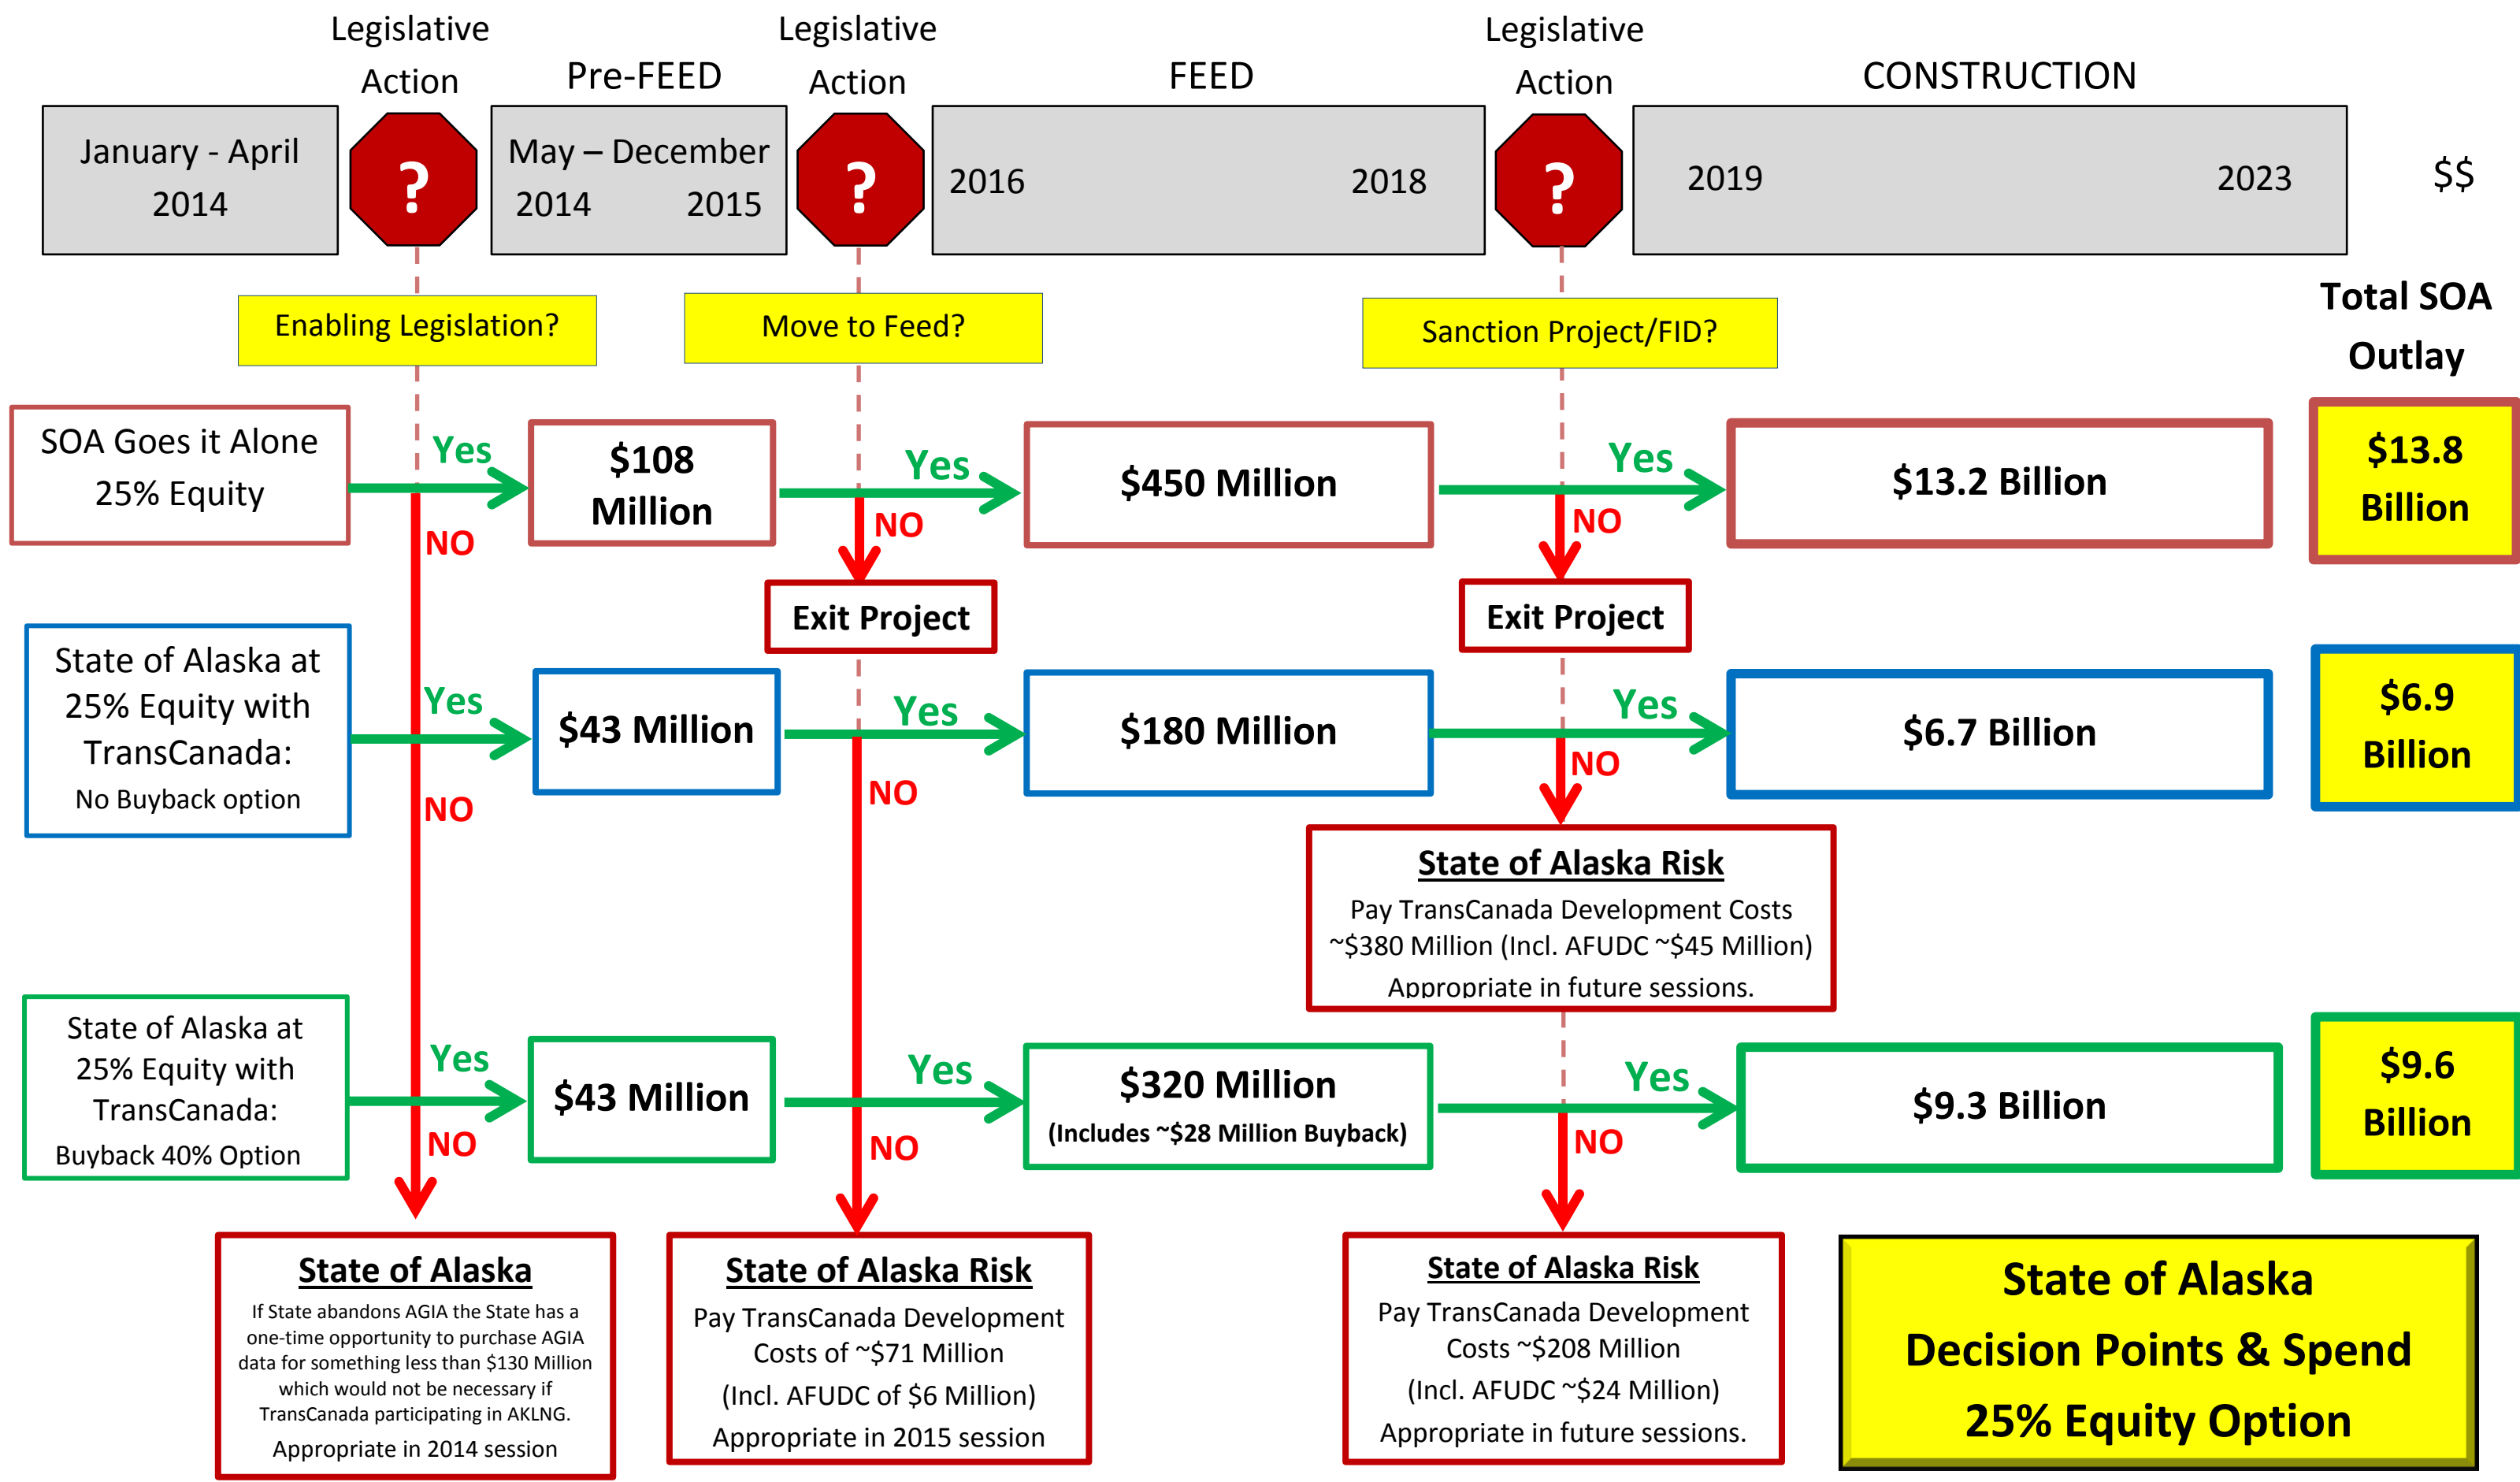 Legislative
Action
Legislative
Action
Legislative
Action
Pre-FEED
FEED
CONSTRUCTION
January - April
2014
?
May – December
2014 2015
?
2016 2018
?
2019 2023
$$
Enabling Legislation?
Move to Feed?
Sanction Project/FID?
Total SOA
Outlay
SOA Goes it Alone
25% Equity
Yes
NO
$108
Million
Yes
NO
$450 Million
Yes
NO
$13.2 Billion
$13.8
Billion
Exit Project
Exit Project
State of Alaska at
25% Equity with
TransCanada:
No Buyback option
Yes
NO
$43 Million
Yes
NO
$180 Million
Yes
NO
$6.7 Billion
$6.9
Billion
State of Alaska Risk
Pay TransCanada Development Costs
~$380 Million (Incl. AFUDC ~$45 Million)
Appropriate in future sessions.
State of Alaska at
25% Equity with
TransCanada:
Buyback 40% Option
Yes
NO
$43 Million
Yes
NO
$320 Million
(Includes ~$28 Million Buyback)
Yes
NO
$9.3 Billion
$9.6
Billion
State of Alaska
If State abandons AGIA the State has a
one-time opportunity to purchase AGIA
data for something less than $130 Million
which would not be necessary if
TransCanada participating in AKLNG.
Appropriate in 2014 session
State of Alaska Risk
Pay TransCanada Development
Costs of ~$71 Million
(Incl. AFUDC of $6 Million)
Appropriate in 2015 session
State of Alaska Risk
Pay TransCanada Development
Costs ~$208 Million
(Incl. AFUDC ~$24 Million)
Appropriate in future sessions.
State of Alaska
Decision Points & Spend
25% Equity Option